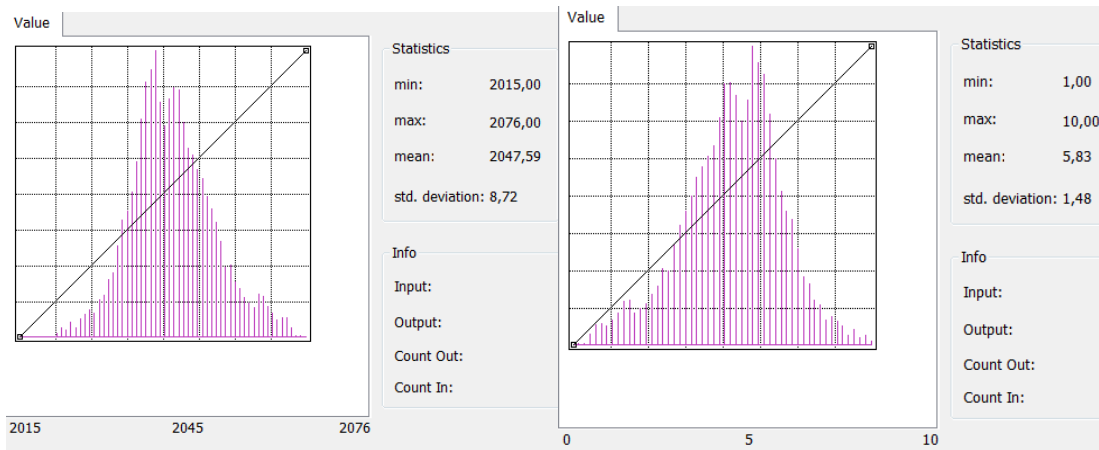 Value
Statistics
min: 2015,00
max: 2076,00
mean: 2047,59
std. deviation: 8,72
Info
Input:
Output:
Count Out:
Count In:
2015 2045 2076
Value
Statistics
min: 1,00
max: 10,00
mean: 5,83
std. deviation: 1,48
Info
Input:
Output:
Count Out:
Count In:
0 5 10